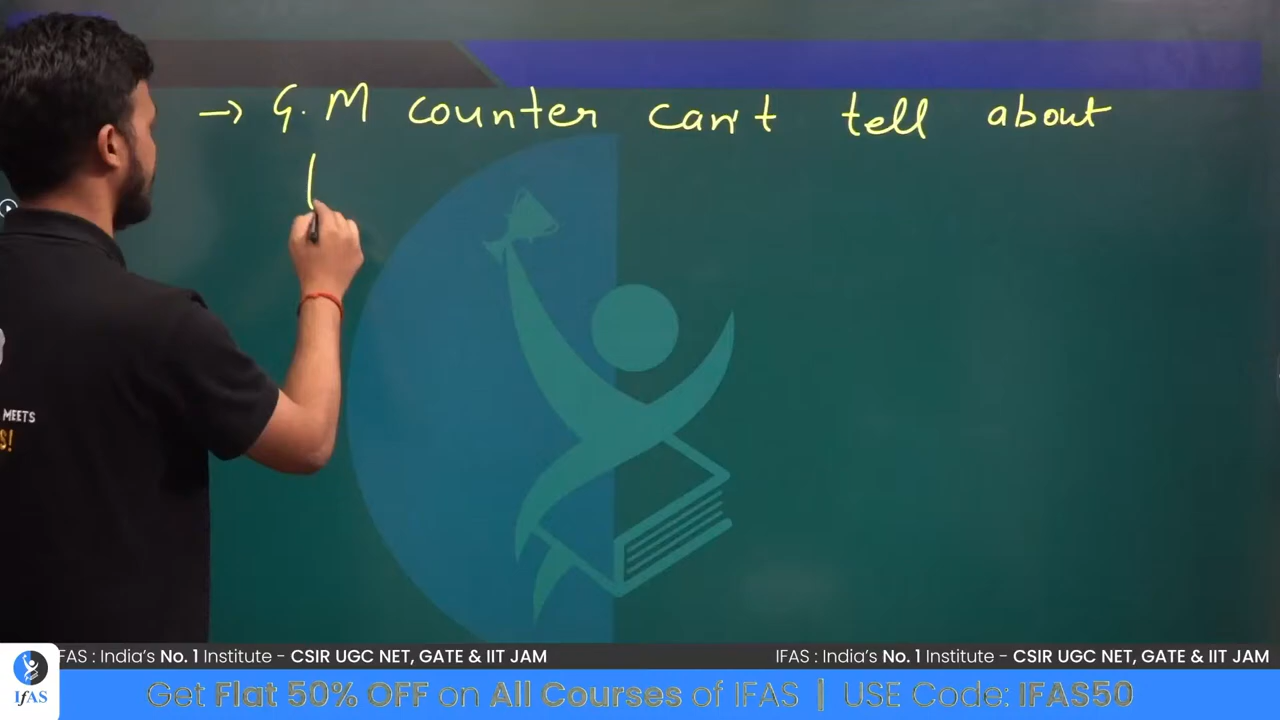 → G.M counter can't tell about
MEETS
S!
IFAS : India's No. 1 Institute - CSIR UGC NET, GATE & IIT JAM
IFAS : India's No. 1 Institute - CSIR UGC NET, GATE & IIT JAM
IfAS
Get Flat 50% OFF on All Courses of IFAS | USE Code: IFAS50